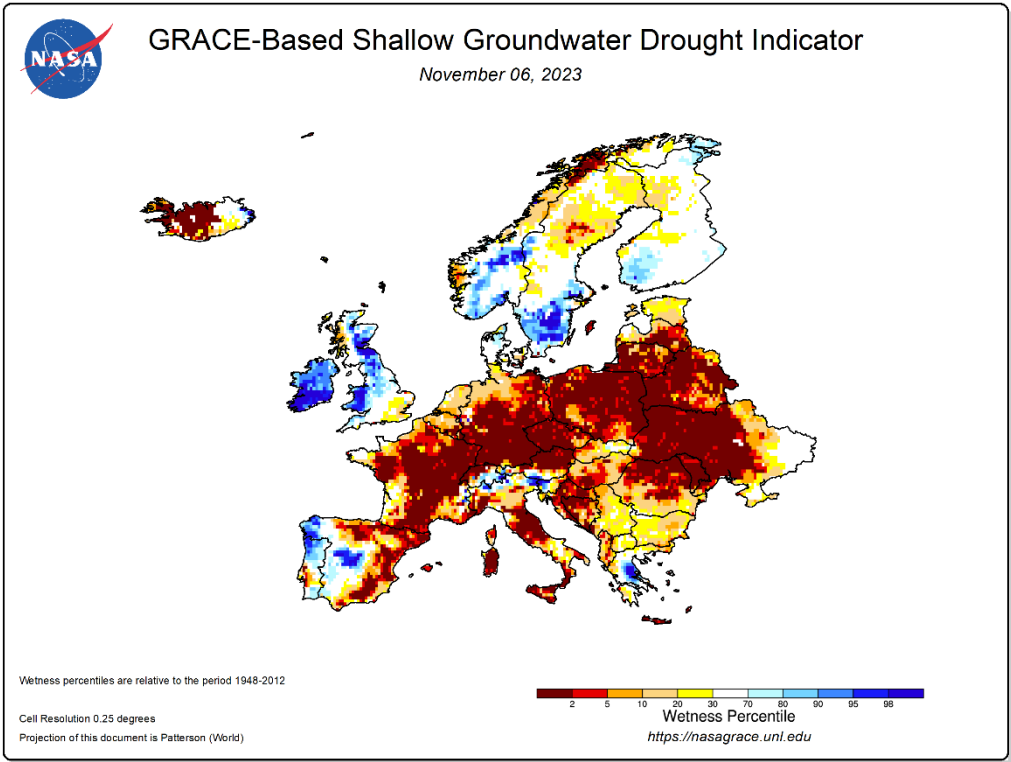 NASA
GRACE-Based Shallow Groundwater Drought Indicator
November 06, 2023
Wetness percentiles are relative to the period 1948-2012
Cell Resolution 0.25 degrees
Projection of this document is Patterson (World)
2 5 10 20 30 70 80 90 95 98
Wetness Percentile
https://nasagrace.unl.edu